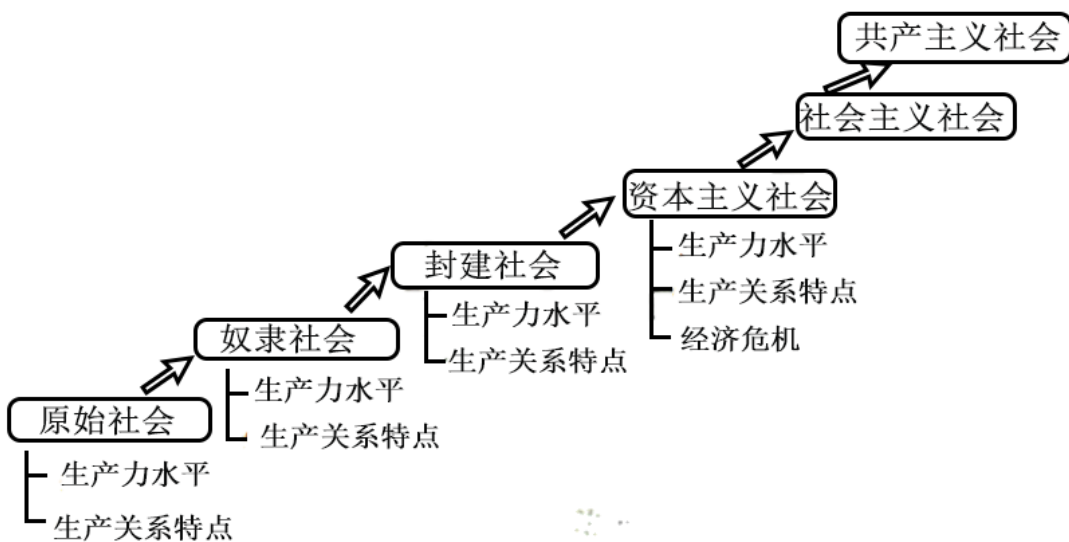 共产主义社会
社会主义社会
资本主义社会
生产力水平
生产关系特点
经济危机
封建社会
生产力水平
生产关系特点
奴隶社会
生产力水平
生产关系特点
原始社会
生产力水平
生产关系特点